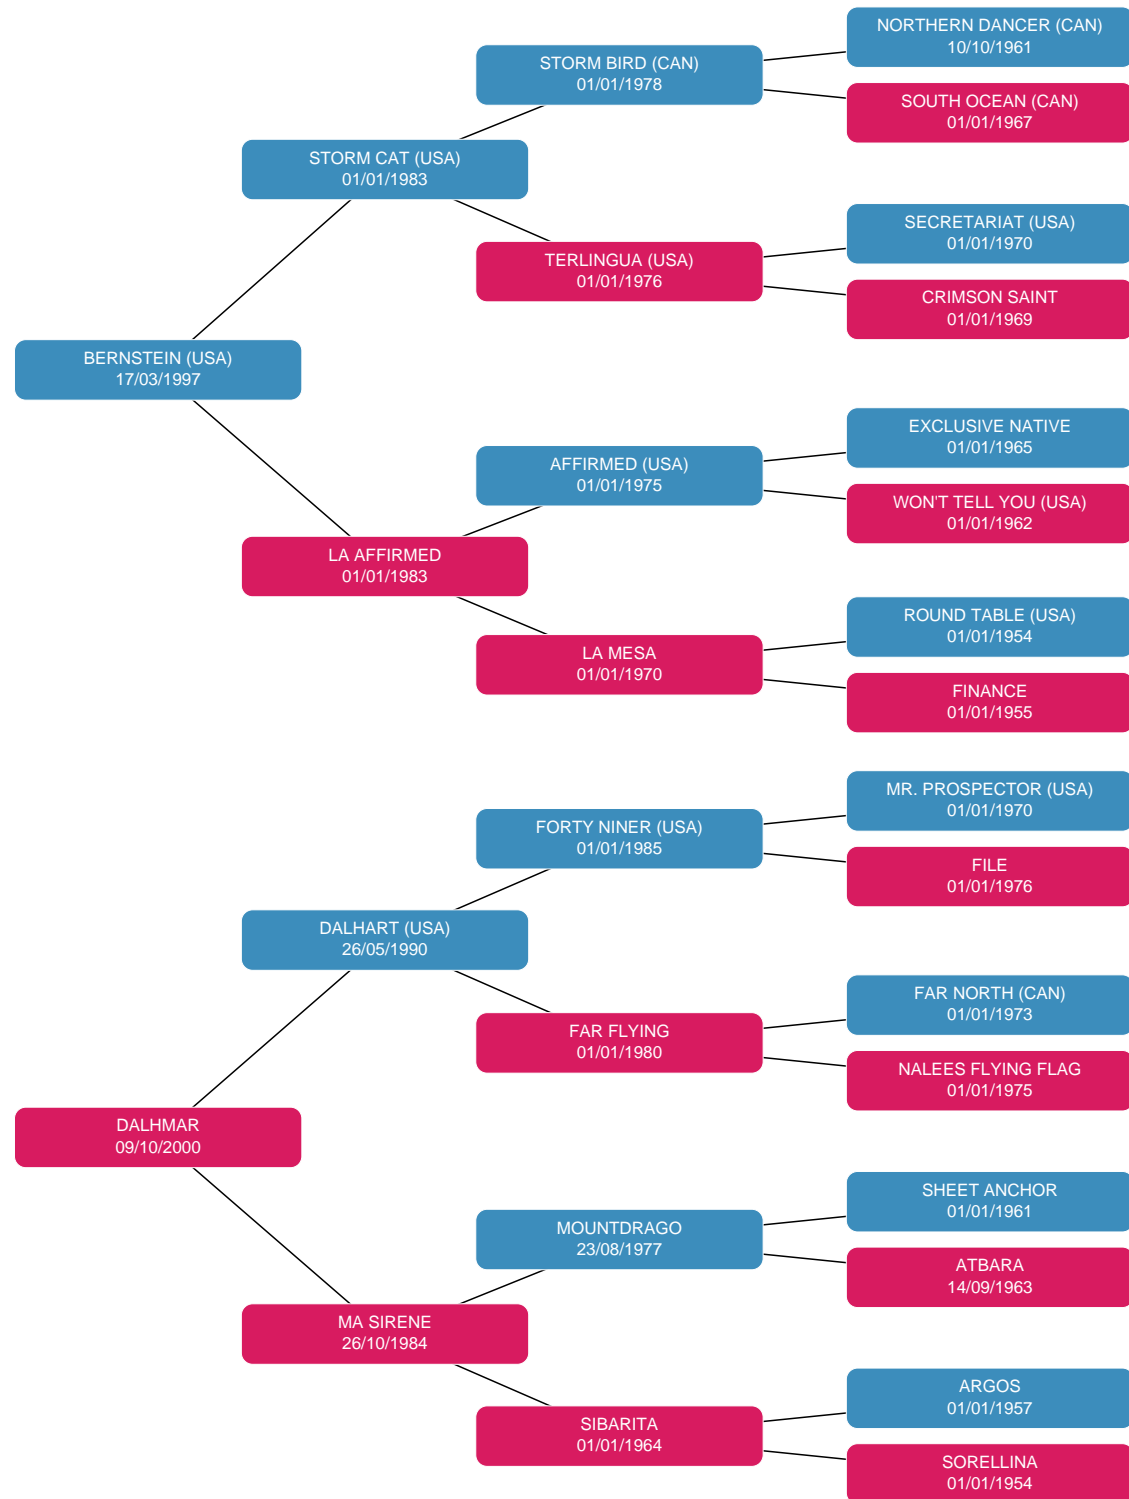 NORTHERN DANCER (CAN)
10/10/1961
STORM BIRD (CAN)
01/01/1978
SOUTH OCEAN (CAN)
01/01/1967
STORM CAT (USA)
01/01/1983
SECRETARIAT (USA)
01/01/1970
TERLINGUA (USA)
01/01/1976
CRIMSON SAINT
01/01/1969
BERNSTEIN (USA)
17/03/1997
EXCLUSIVE NATIVE
01/01/1965
AFFIRMED (USA)
01/01/1975
WON'T TELL YOU (USA)
01/01/1962
LA AFFIRMED
01/01/1983
ROUND TABLE (USA)
01/01/1954
LA MESA
01/01/1970
FINANCE
01/01/1955
MR. PROSPECTOR (USA)
01/01/1970
FORTY NINER (USA)
01/01/1985
FILE
01/01/1976
DALHART (USA)
26/05/1990
FAR NORTH (CAN)
01/01/1973
FAR FLYING
01/01/1980
NALEES FLYING FLAG
01/01/1975
DALHMAR
09/10/2000
SHEET ANCHOR
01/01/1961
MOUNTDRAGO
23/08/1977
ATBARA
14/09/1963
MA SIRENE
26/10/1984
ARGOS
01/01/1957
SIBARITA
01/01/1964
SORELLINA
01/01/1954